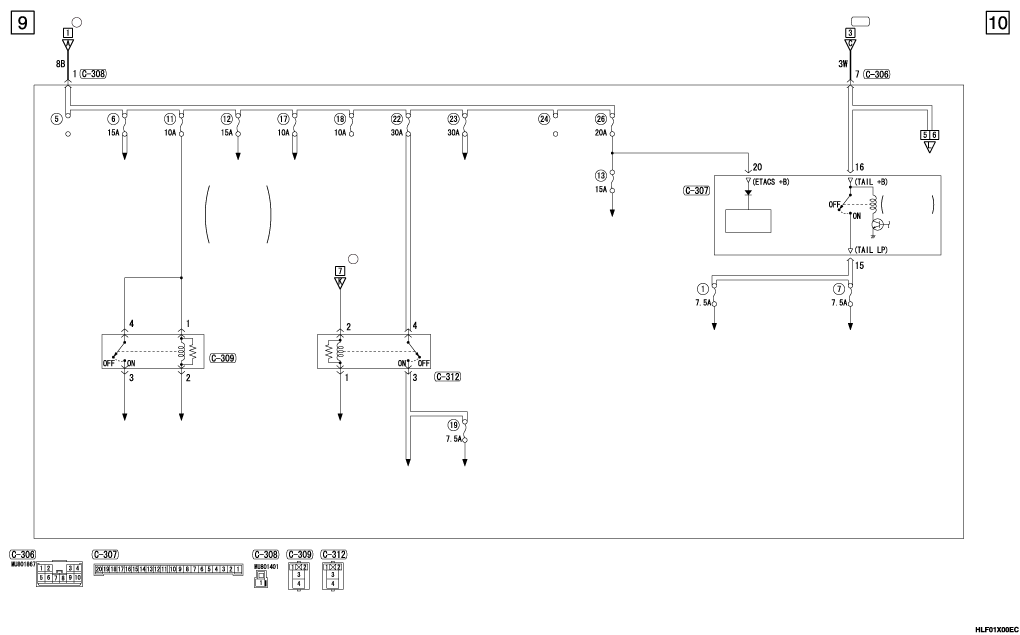 9
10
1
A
3
C
8B
1 C-308
3W
7 C-306
5
6
15A
11
10A
12
15A
17
10A
18
10A
22
30A
23
30A
24
26
20A
5 6
L
13
15A
C-307
20
(ETACS +B)
16
(TAIL +B)
OFF
ON
(TAIL LP)
15
1
7.5A
7
7.5A
7
K
4
1
OFF
ON
C-309
3
2
2
4
ON
OFF
C-312
1
3
19
7.5A
C-306
MU801867
1 2 3 4
5 6 7 8 9 10
C-307
20 19 18 17 16 15 14 13 12 11 10 9 8 7 6 5 4 3 2 1
C-308
MU801401
1
C-309
1 2
3
4
C-312
1 2
3
4
HLF01X00EC